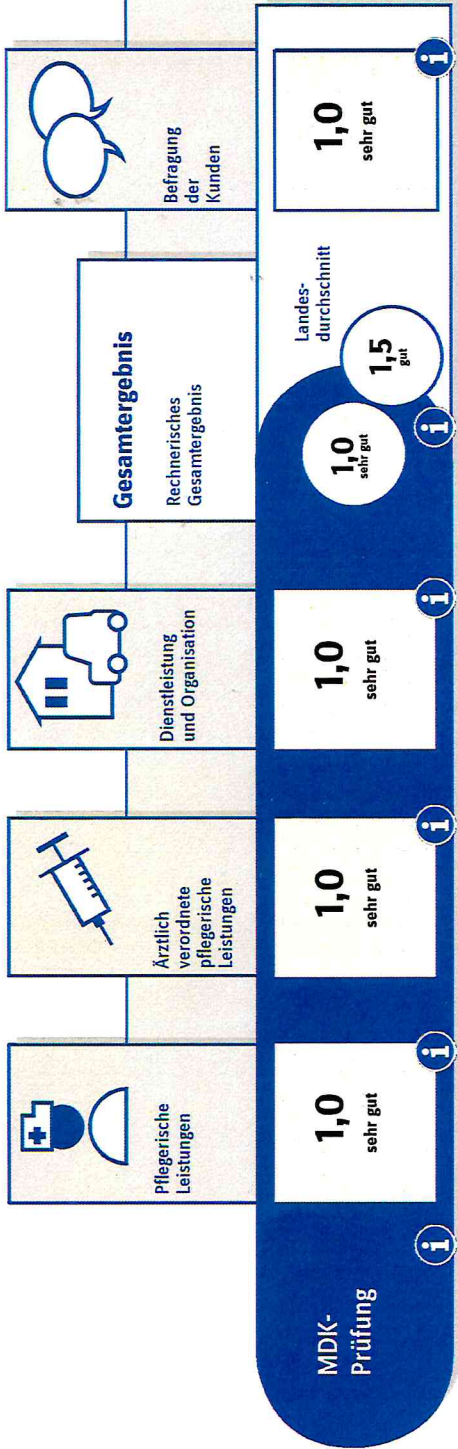 Pflegerische
Leistungen
Ärztlich
verordnete
pflegerische
Leistungen
Dienstleistung
und Organisation
Gesamtergebnis
Rechnerisches
Gesamtergebnis
Befragung
der
Kunden
MDK-
Prüfung
i
1,0
sehr gut
i
1,0
sehr gut
i
1,0
sehr gut
i
1,0
sehr gut
i
Landes-
durchschnitt
1,5
gut
1,0
sehr gut
i